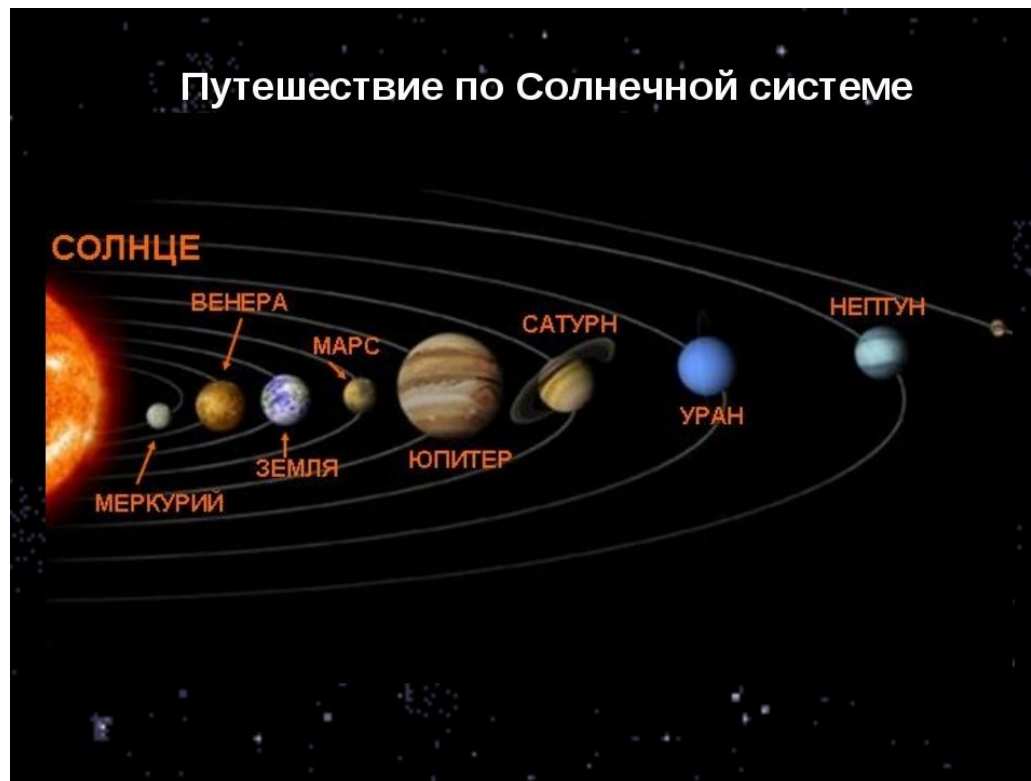 Путешествие по Солнечной системе
СОЛНЦЕ
ВЕНЕРА
МАРС
САТУРН
НЕПТУН
УРАН
ЮПИТЕР
ЗЕМЛЯ
МЕРКУРИЙ